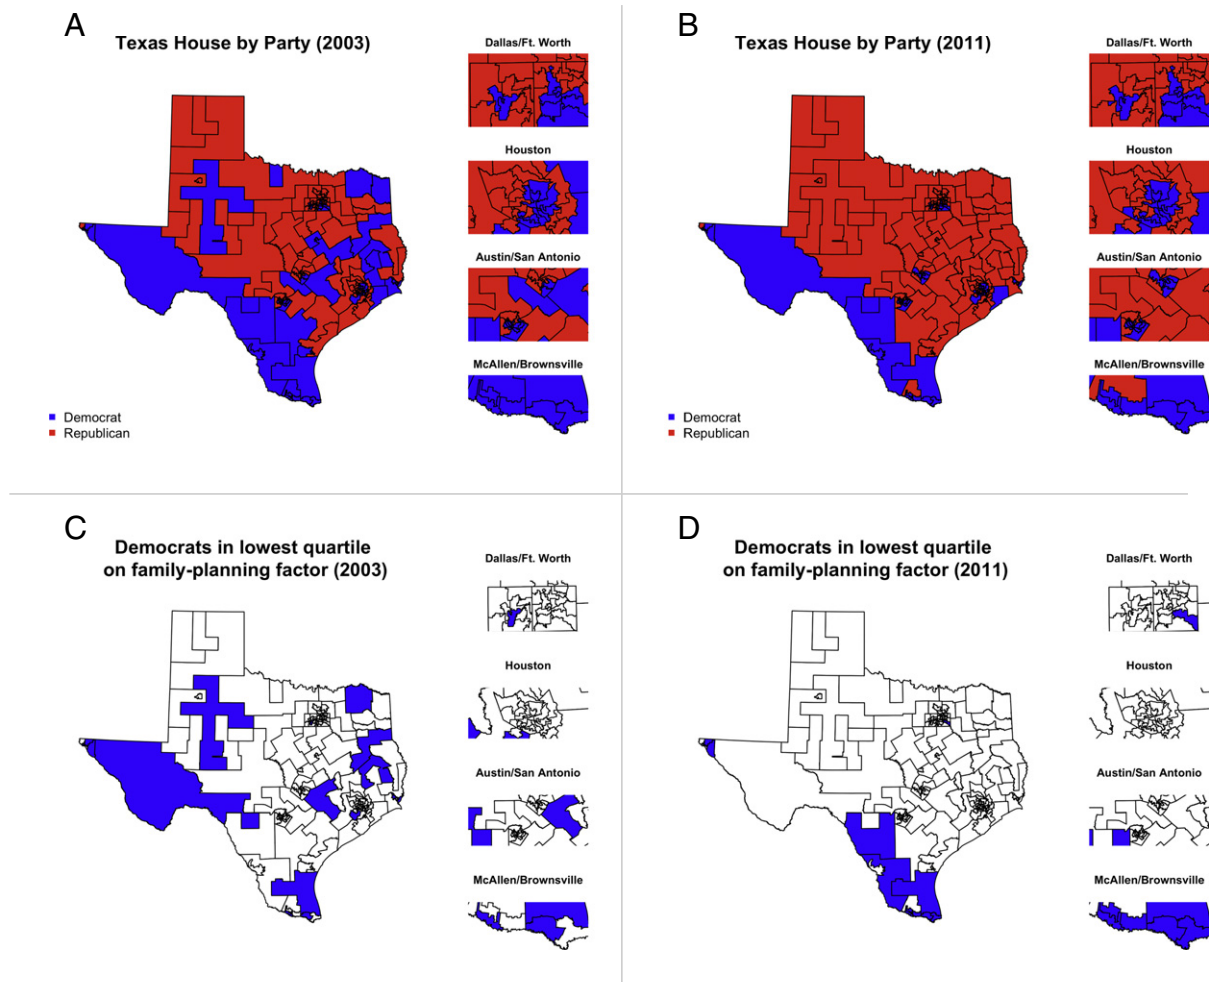 A
Texas House by Party (2003)
Dallas/Ft. Worth
Houston
Austin/San Antonio
McAllen/Brownsville
Democrat
Republican
B
Texas House by Party (2011)
Dallas/Ft. Worth
Houston
Austin/San Antonio
McAllen/Brownsville
Democrat
Republican
C
Democrats in lowest quartile
on family-planning factor (2003)
Dallas/Ft. Worth
Houston
Austin/San Antonio
McAllen/Brownsville
D
Democrats in lowest quartile
on family-planning factor (2011)
Dallas/Ft. Worth
Houston
Austin/San Antonio
McAllen/Brownsville